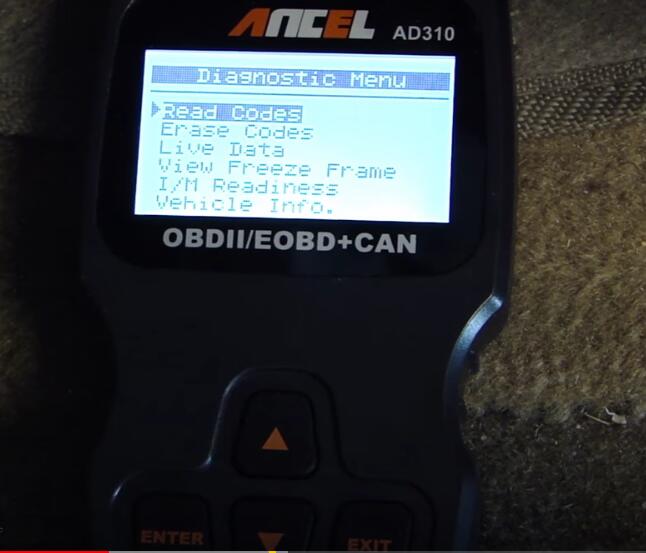 ANCEL AD310
Diagnostic Menu
Read Codes
Erase Codes
Live Data
View Freeze Frame
I/M Readiness
Vehicle Info.
OBDII/EOBD+CAN
ENTER
EXIT